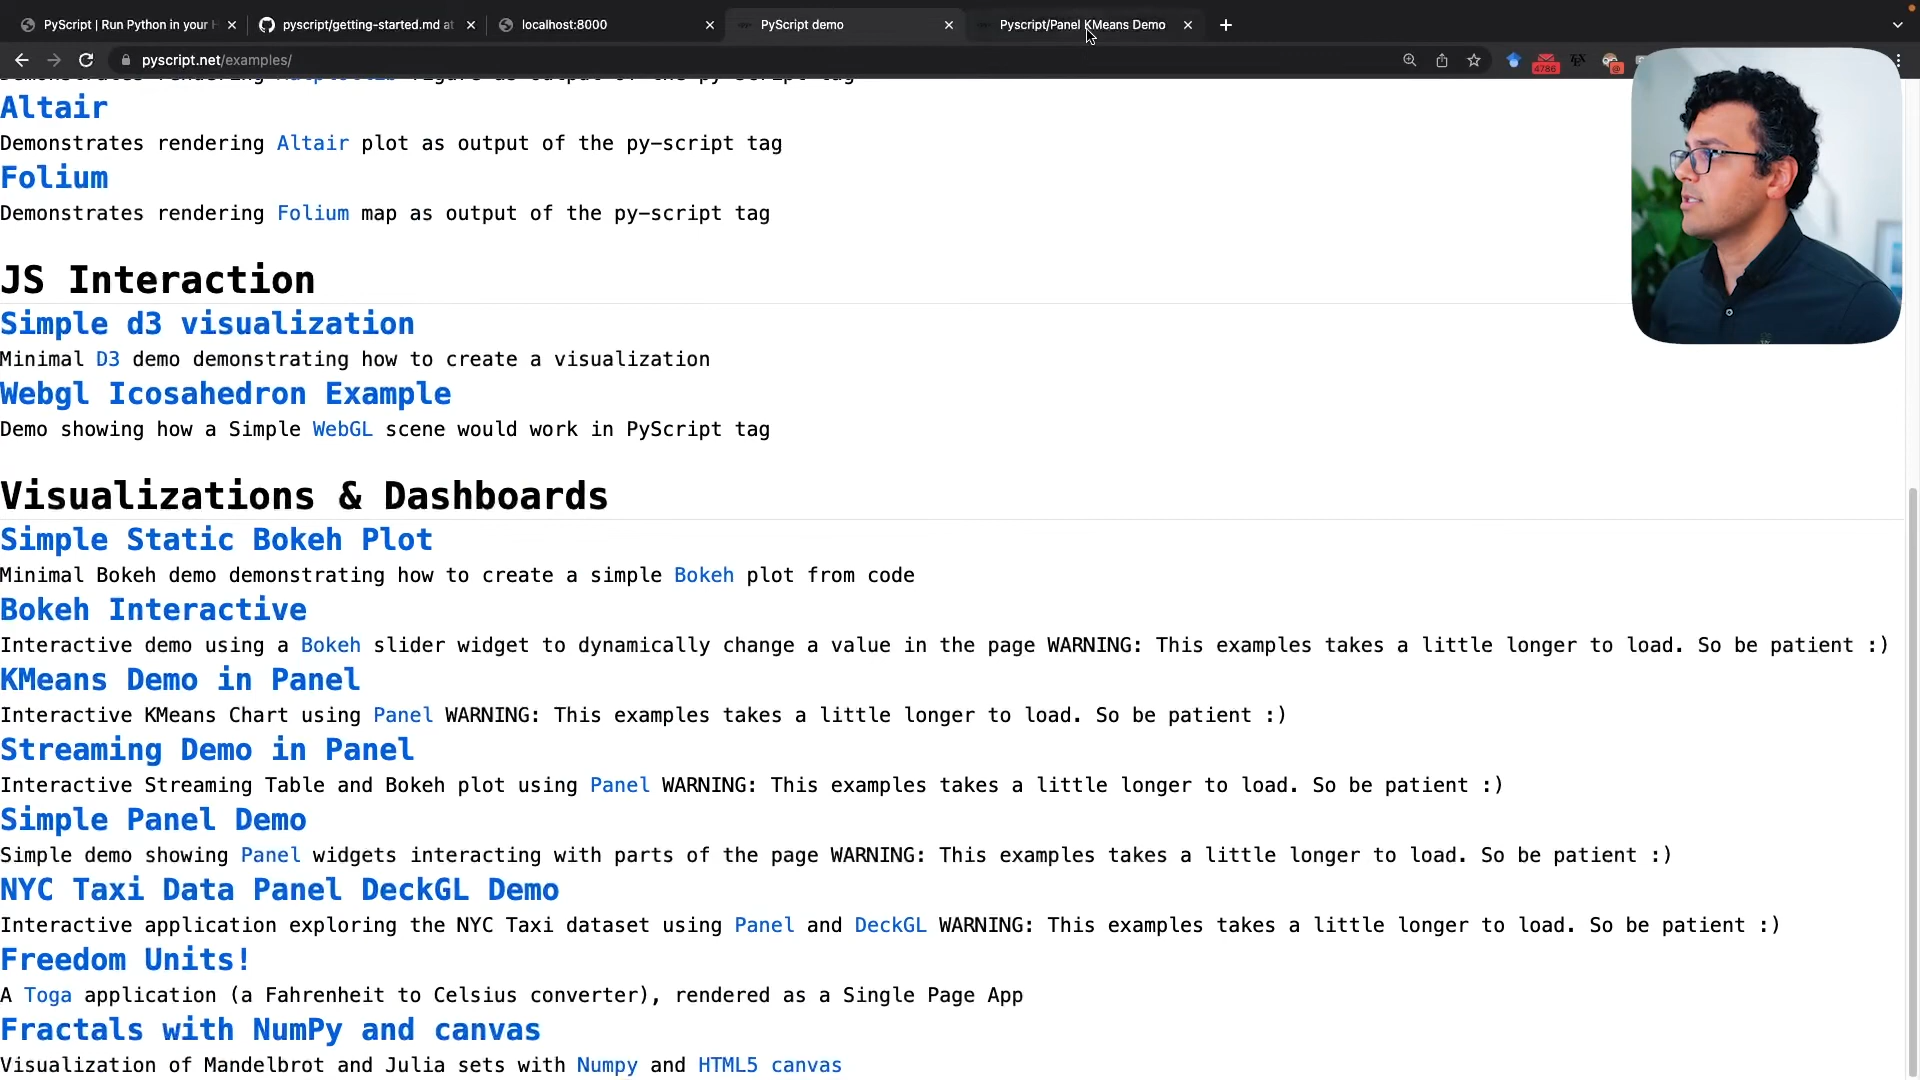 PyScript | Run Python in your H
pyscript/getting-started.md at
localhost:8000
PyScript demo
Pyscript/Panel KMeans Demo
pyscript.net/examples/
4786
Demonstrates rendering Matplotlib figure as output of the py-script tag
Altair
Demonstrates rendering Altair plot as output of the py-script tag
Folium
Demonstrates rendering Folium map as output of the py-script tag
JS Interaction
Simple d3 visualization
Minimal D3 demo demonstrating how to create a visualization
Webgl Icosahedron Example
Demo showing how a Simple WebGL scene would work in PyScript tag
Visualizations & Dashboards
Simple Static Bokeh Plot
Minimal Bokeh demo demonstrating how to create a simple Bokeh plot from code
Bokeh Interactive
Interactive demo using a Bokeh slider widget to dynamically change a value in the page WARNING: This examples takes a little longer to load. So be patient :)
KMeans Demo in Panel
Interactive KMeans Chart using Panel WARNING: This examples takes a little longer to load. So be patient :)
Streaming Demo in Panel
Interactive Streaming Table and Bokeh plot using Panel WARNING: This examples takes a little longer to load. So be patient :)
Simple Panel Demo
Simple demo showing Panel widgets interacting with parts of the page WARNING: This examples takes a little longer to load. So be patient :)
NYC Taxi Data Panel DeckGL Demo
Interactive application exploring the NYC Taxi dataset using Panel and DeckGL WARNING: This examples takes a little longer to load. So be patient :)
Freedom Units!
A Toga application (a Fahrenheit to Celsius converter), rendered as a Single Page App
Fractals with NumPy and canvas
Visualization of Mandelbrot and Julia sets with Numpy and HTML5 canvas